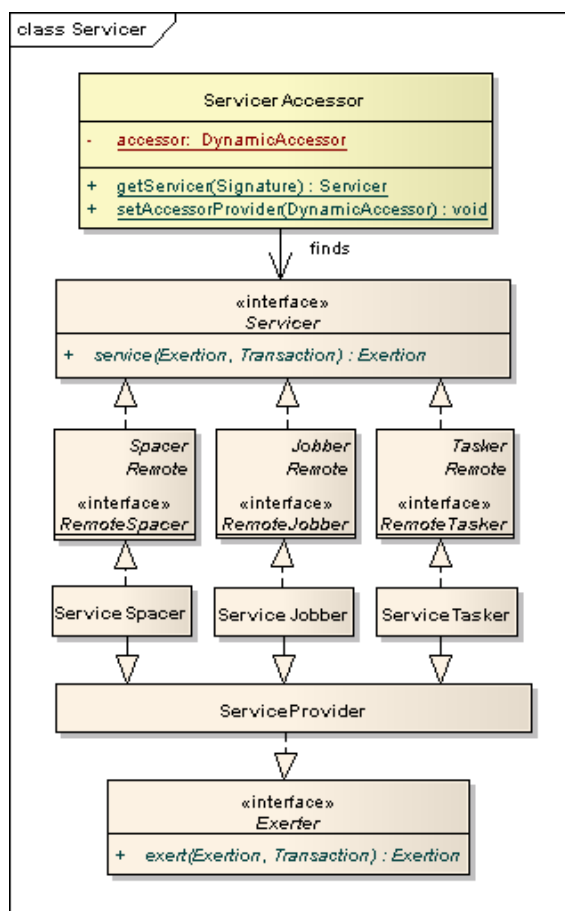 class Servicer
ServicerAccessor
- accessor: DynamicAccessor
+ getServicer(Signature) : Servicer
+ setAccessorProvider(DynamicAccessor) : void
finds
«interface»
Servicer
+ service(Exertion, Transaction) : Exertion
Spacer
Remote
«interface»
RemoteSpacer
Jobber
Remote
«interface»
RemoteJobber
Tasker
Remote
«interface»
RemoteTasker
ServiceSpacer
ServiceJobber
ServiceTasker
ServiceProvider
«interface»
Exerter
+ exert(Exertion, Transaction) : Exertion